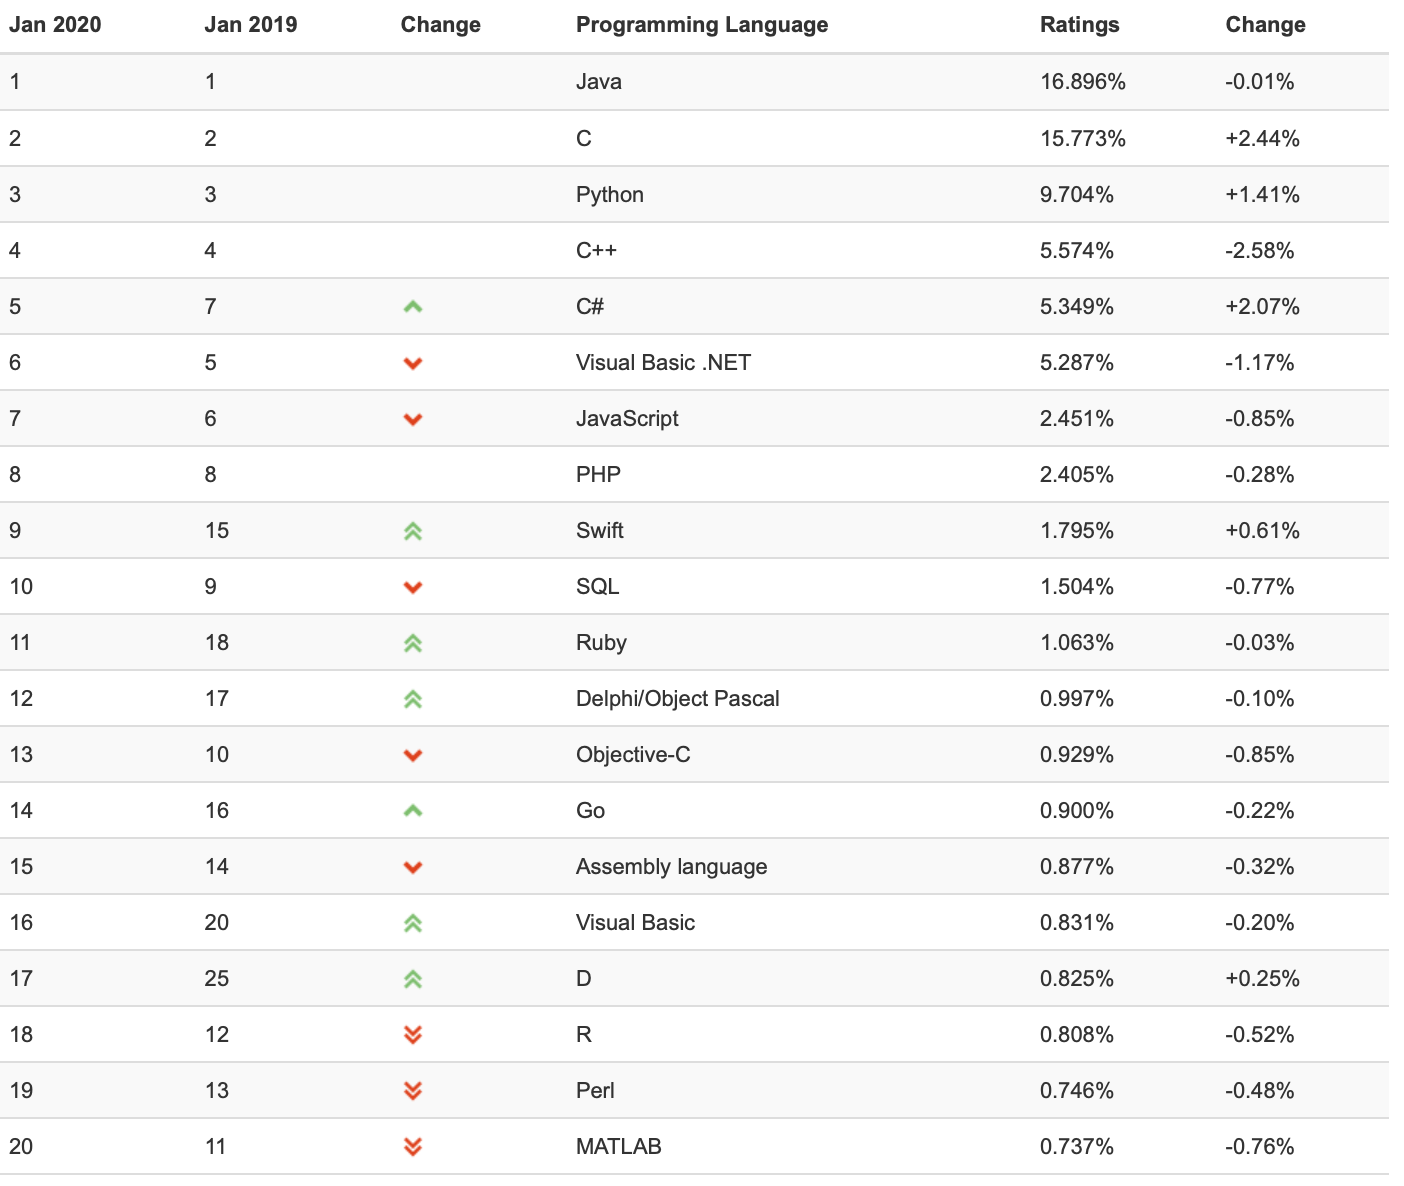 Jan 2020 Jan 2019 Change Programming Language Ratings Change
1 1 Java 16.896% -0.01%
2 2 C 15.773% +2.44%
3 3 Python 9.704% +1.41%
4 4 C++ 5.574% -2.58%
5 7 C# 5.349% +2.07%
6 5 Visual Basic .NET 5.287% -1.17%
7 6 JavaScript 2.451% -0.85%
8 8 PHP 2.405% -0.28%
9 15 Swift 1.795% +0.61%
10 9 SQL 1.504% -0.77%
11 18 Ruby 1.063% -0.03%
12 17 Delphi/Object Pascal 0.997% -0.10%
13 10 Objective-C 0.929% -0.85%
14 16 Go 0.900% -0.22%
15 14 Assembly language 0.877% -0.32%
16 20 Visual Basic 0.831% -0.20%
17 25 D 0.825% +0.25%
18 12 R 0.808% -0.52%
19 13 Perl 0.746% -0.48%
20 11 MATLAB 0.737% -0.76%